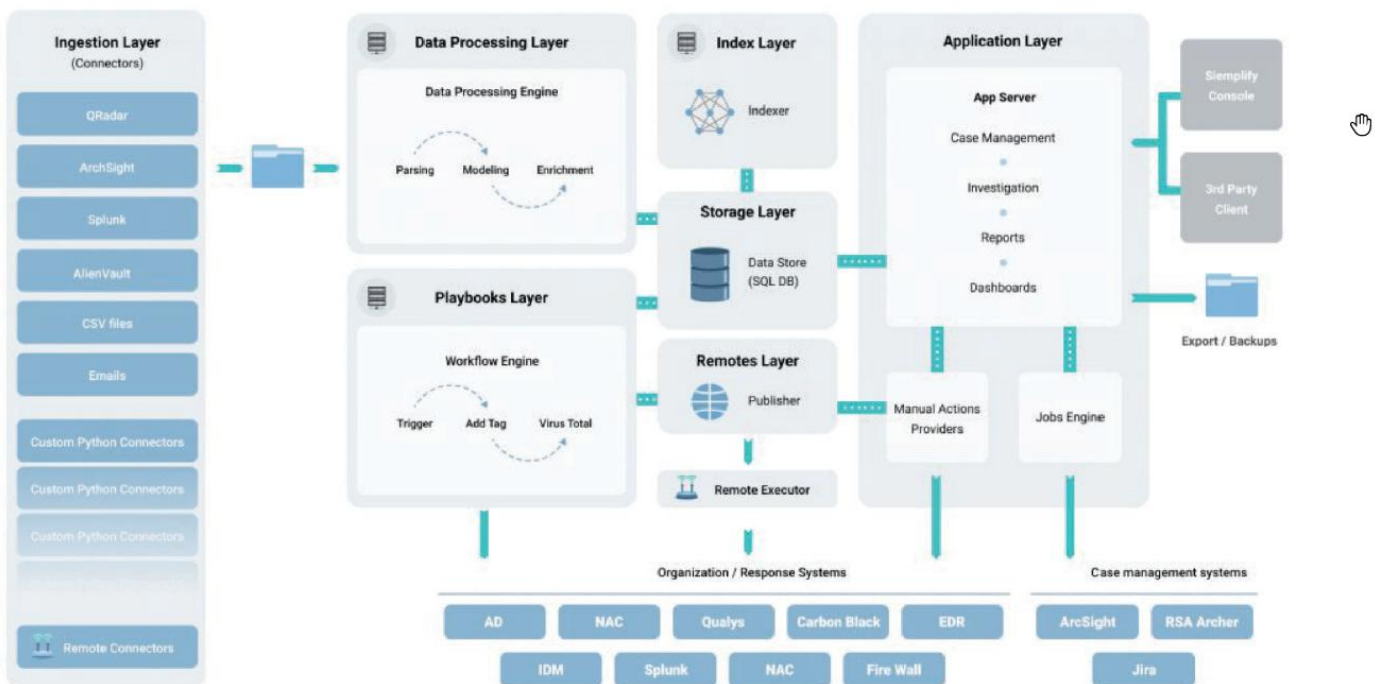 Ingestion Layer
(Connectors)
QRadar
ArchSight
Splunk
AlienVault
CSV files
Emails
Custom Python Connectors
Custom Python Connectors
Custom Python Connectors
Remote Connectors
Data Processing Layer
Data Processing Engine
Parsing Modeling Enrichment
Playbooks Layer
Workflow Engine
Trigger Add Tag Virus Total
Index Layer
Indexer
Storage Layer
Data Store
(SQL DB)
Remotes Layer
Publisher
Remote Executor
Application Layer
App Server
Case Management
Investigation
Reports
Dashboards
Manual Actions
Providers
Jobs Engine
Siemplify
Console
3rd Party
Client
Export / Backups
Organization / Response Systems
AD NAC Qualys Carbon Black EDR
IDM Splunk NAC Fire Wall
Case management systems
ArcSight RSA Archer
Jira